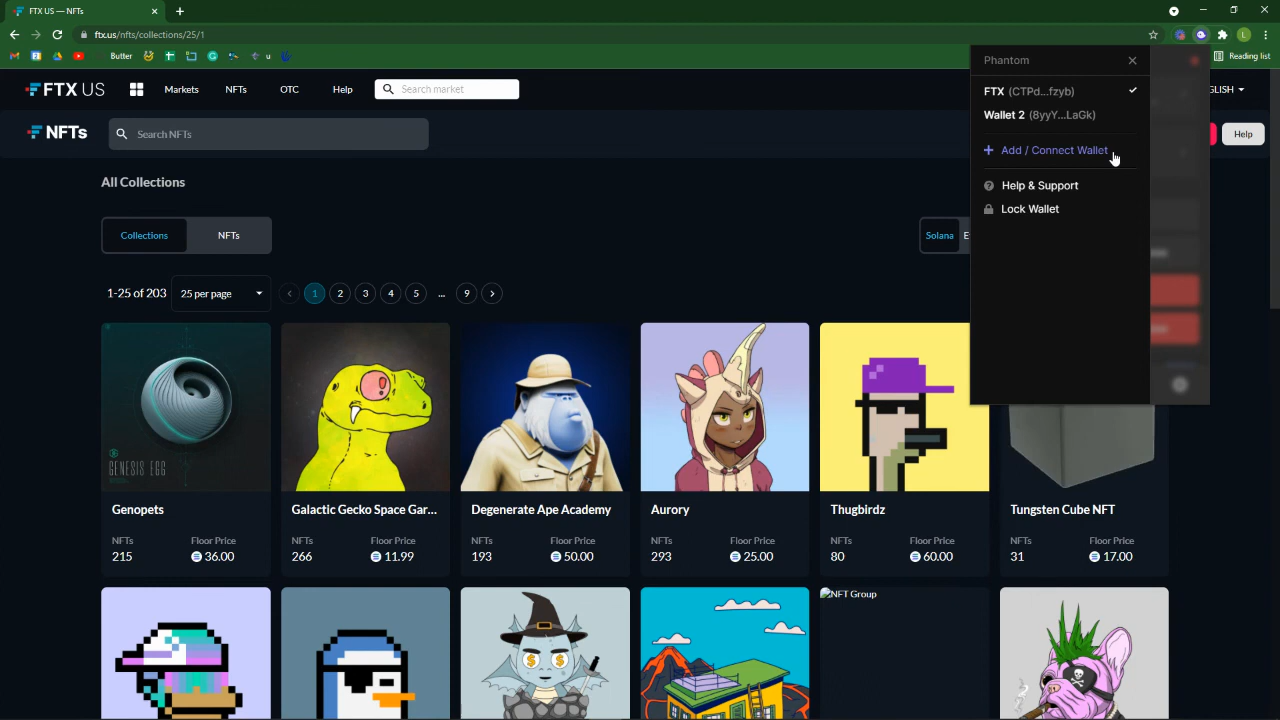 FTX US — NFTs
ftx.us/nfts/collections/25/1
Butter
u
Reading list
FTX US
Markets
NFTs
OTC
Help
Search market
GLISH
NFTs
Search NFTs
Help
Phantom
FTX (CTPd...fzyb)
Wallet 2 (8yyY...LaGk)
+ Add / Connect Wallet
Help & Support
Lock Wallet
All Collections
Collections
NFTs
Solana
E
1-25 of 203
25 per page
1
2
3
4
5
...
9
GENESIS EGG
Genopets
NFTs
Floor Price
215
36.00
Galactic Gecko Space Gar...
NFTs
Floor Price
266
11.99
Degenerate Ape Academy
NFTs
Floor Price
193
50.00
Aurory
NFTs
Floor Price
293
25.00
Thugbirdz
NFTs
Floor Price
80
60.00
Tungsten Cube NFT
NFTs
Floor Price
31
17.00
NFT Group